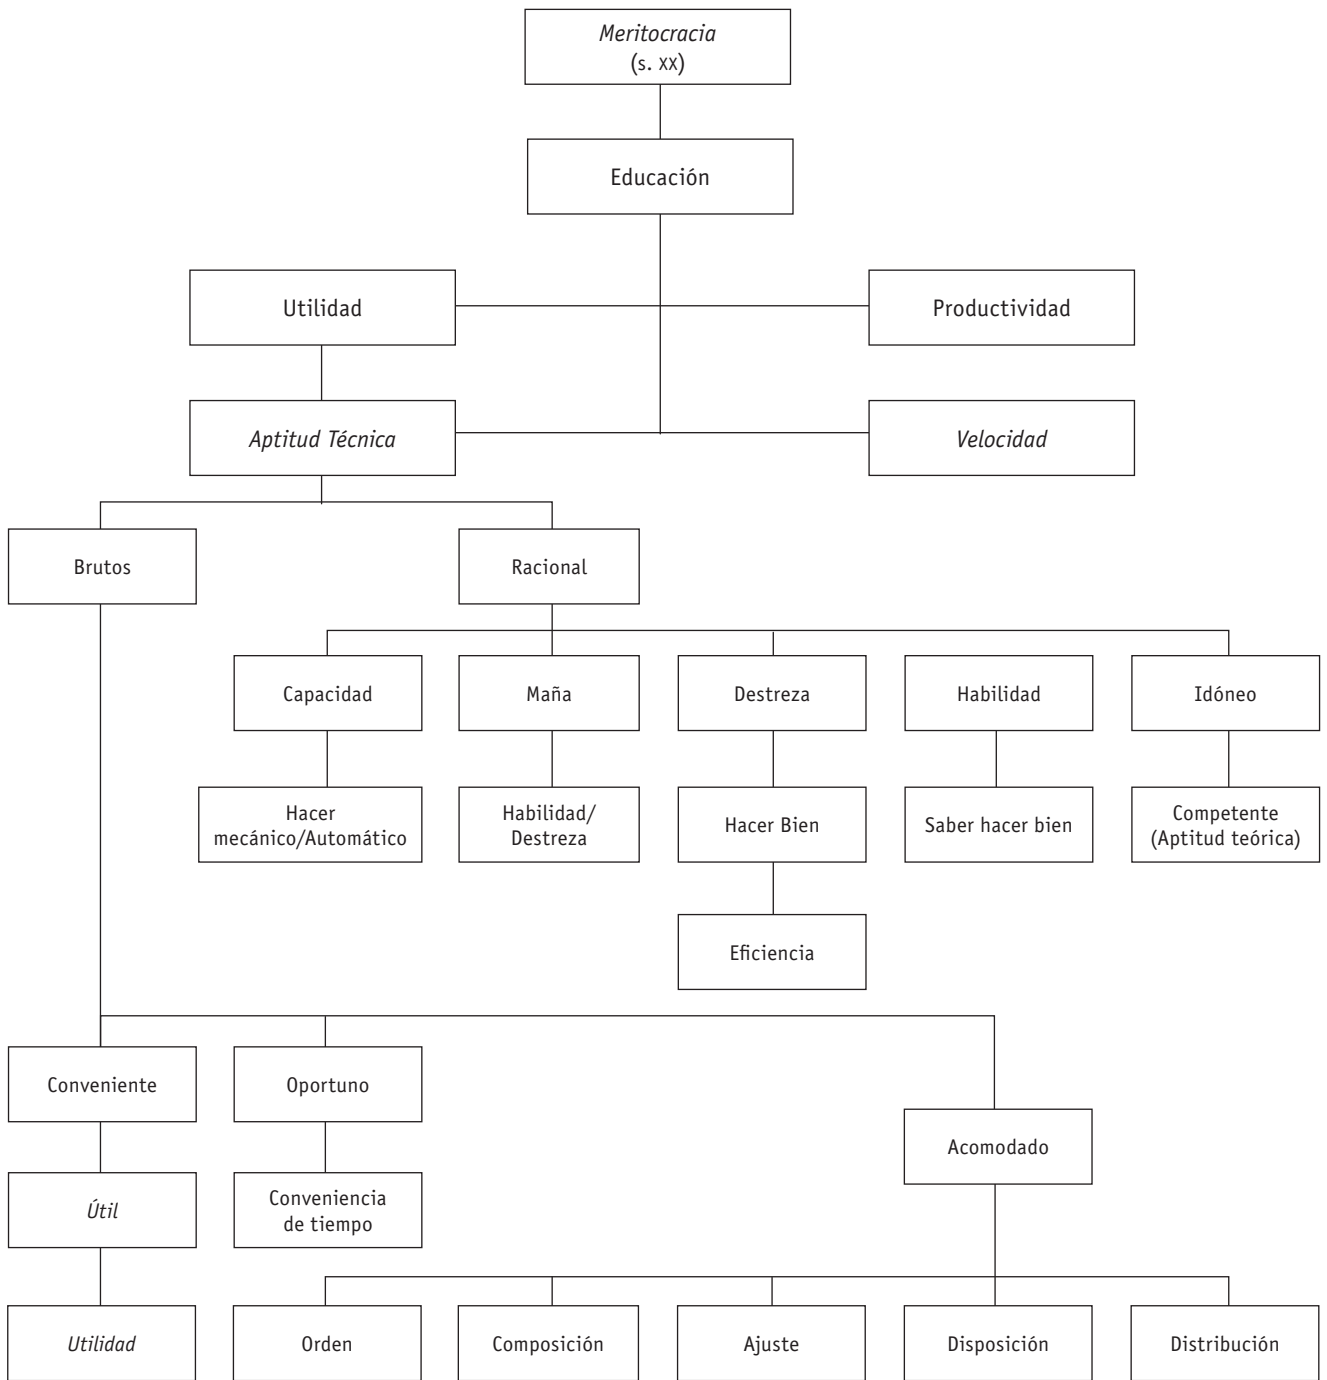 Meritocracia
(s. XX)
Educación
Utilidad
Productividad
Aptitud Técnica
Velocidad
Brutos
Racional
Capacidad
Maña
Destreza
Habilidad
Idóneo
Hacer
mecánico/Automático
Habilidad/
Destreza
Hacer Bien
Saber hacer bien
Competente
(Aptitud teórica)
Eficiencia
Conveniente
Oportuno
Acomodado
Útil
Conveniencia
de tiempo
Utilidad
Orden
Composición
Ajuste
Disposición
Distribución